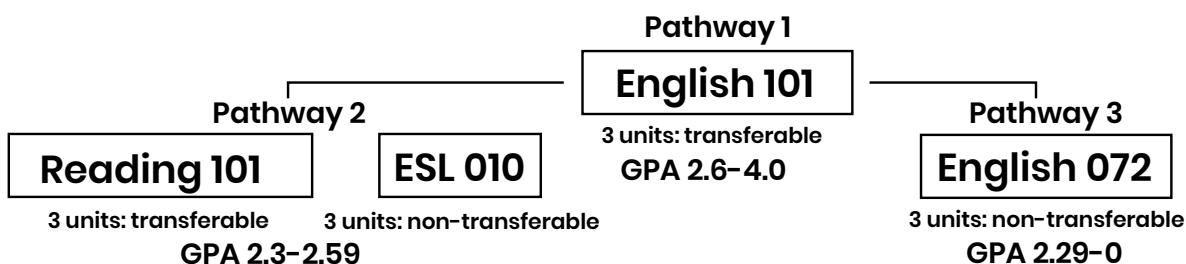 Pathway 1
English 101
3 units: transferable
GPA 2.6-4.0
Pathway 2
Reading 101
3 units: transferable
ESL 010
3 units: non-transferable
GPA 2.3-2.59
Pathway 3
English 072
3 units: non-transferable
GPA 2.29-0